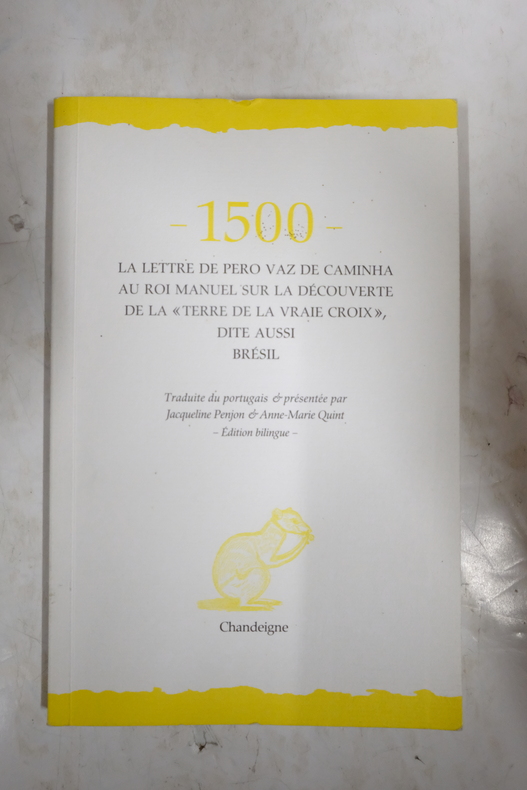 – 1500 –
LA LETTRE DE PERO VAZ DE CAMINHA
AU ROI MANUEL SUR LA DÉCOUVERTE
DE LA « TERRE DE LA VRAIE CROIX »,
DITE AUSSI
BRÉSIL
Traduite du portugais & présentée par
Jacqueline Penjon & Anne-Marie Quint
– Édition bilingue –
Chandeigne